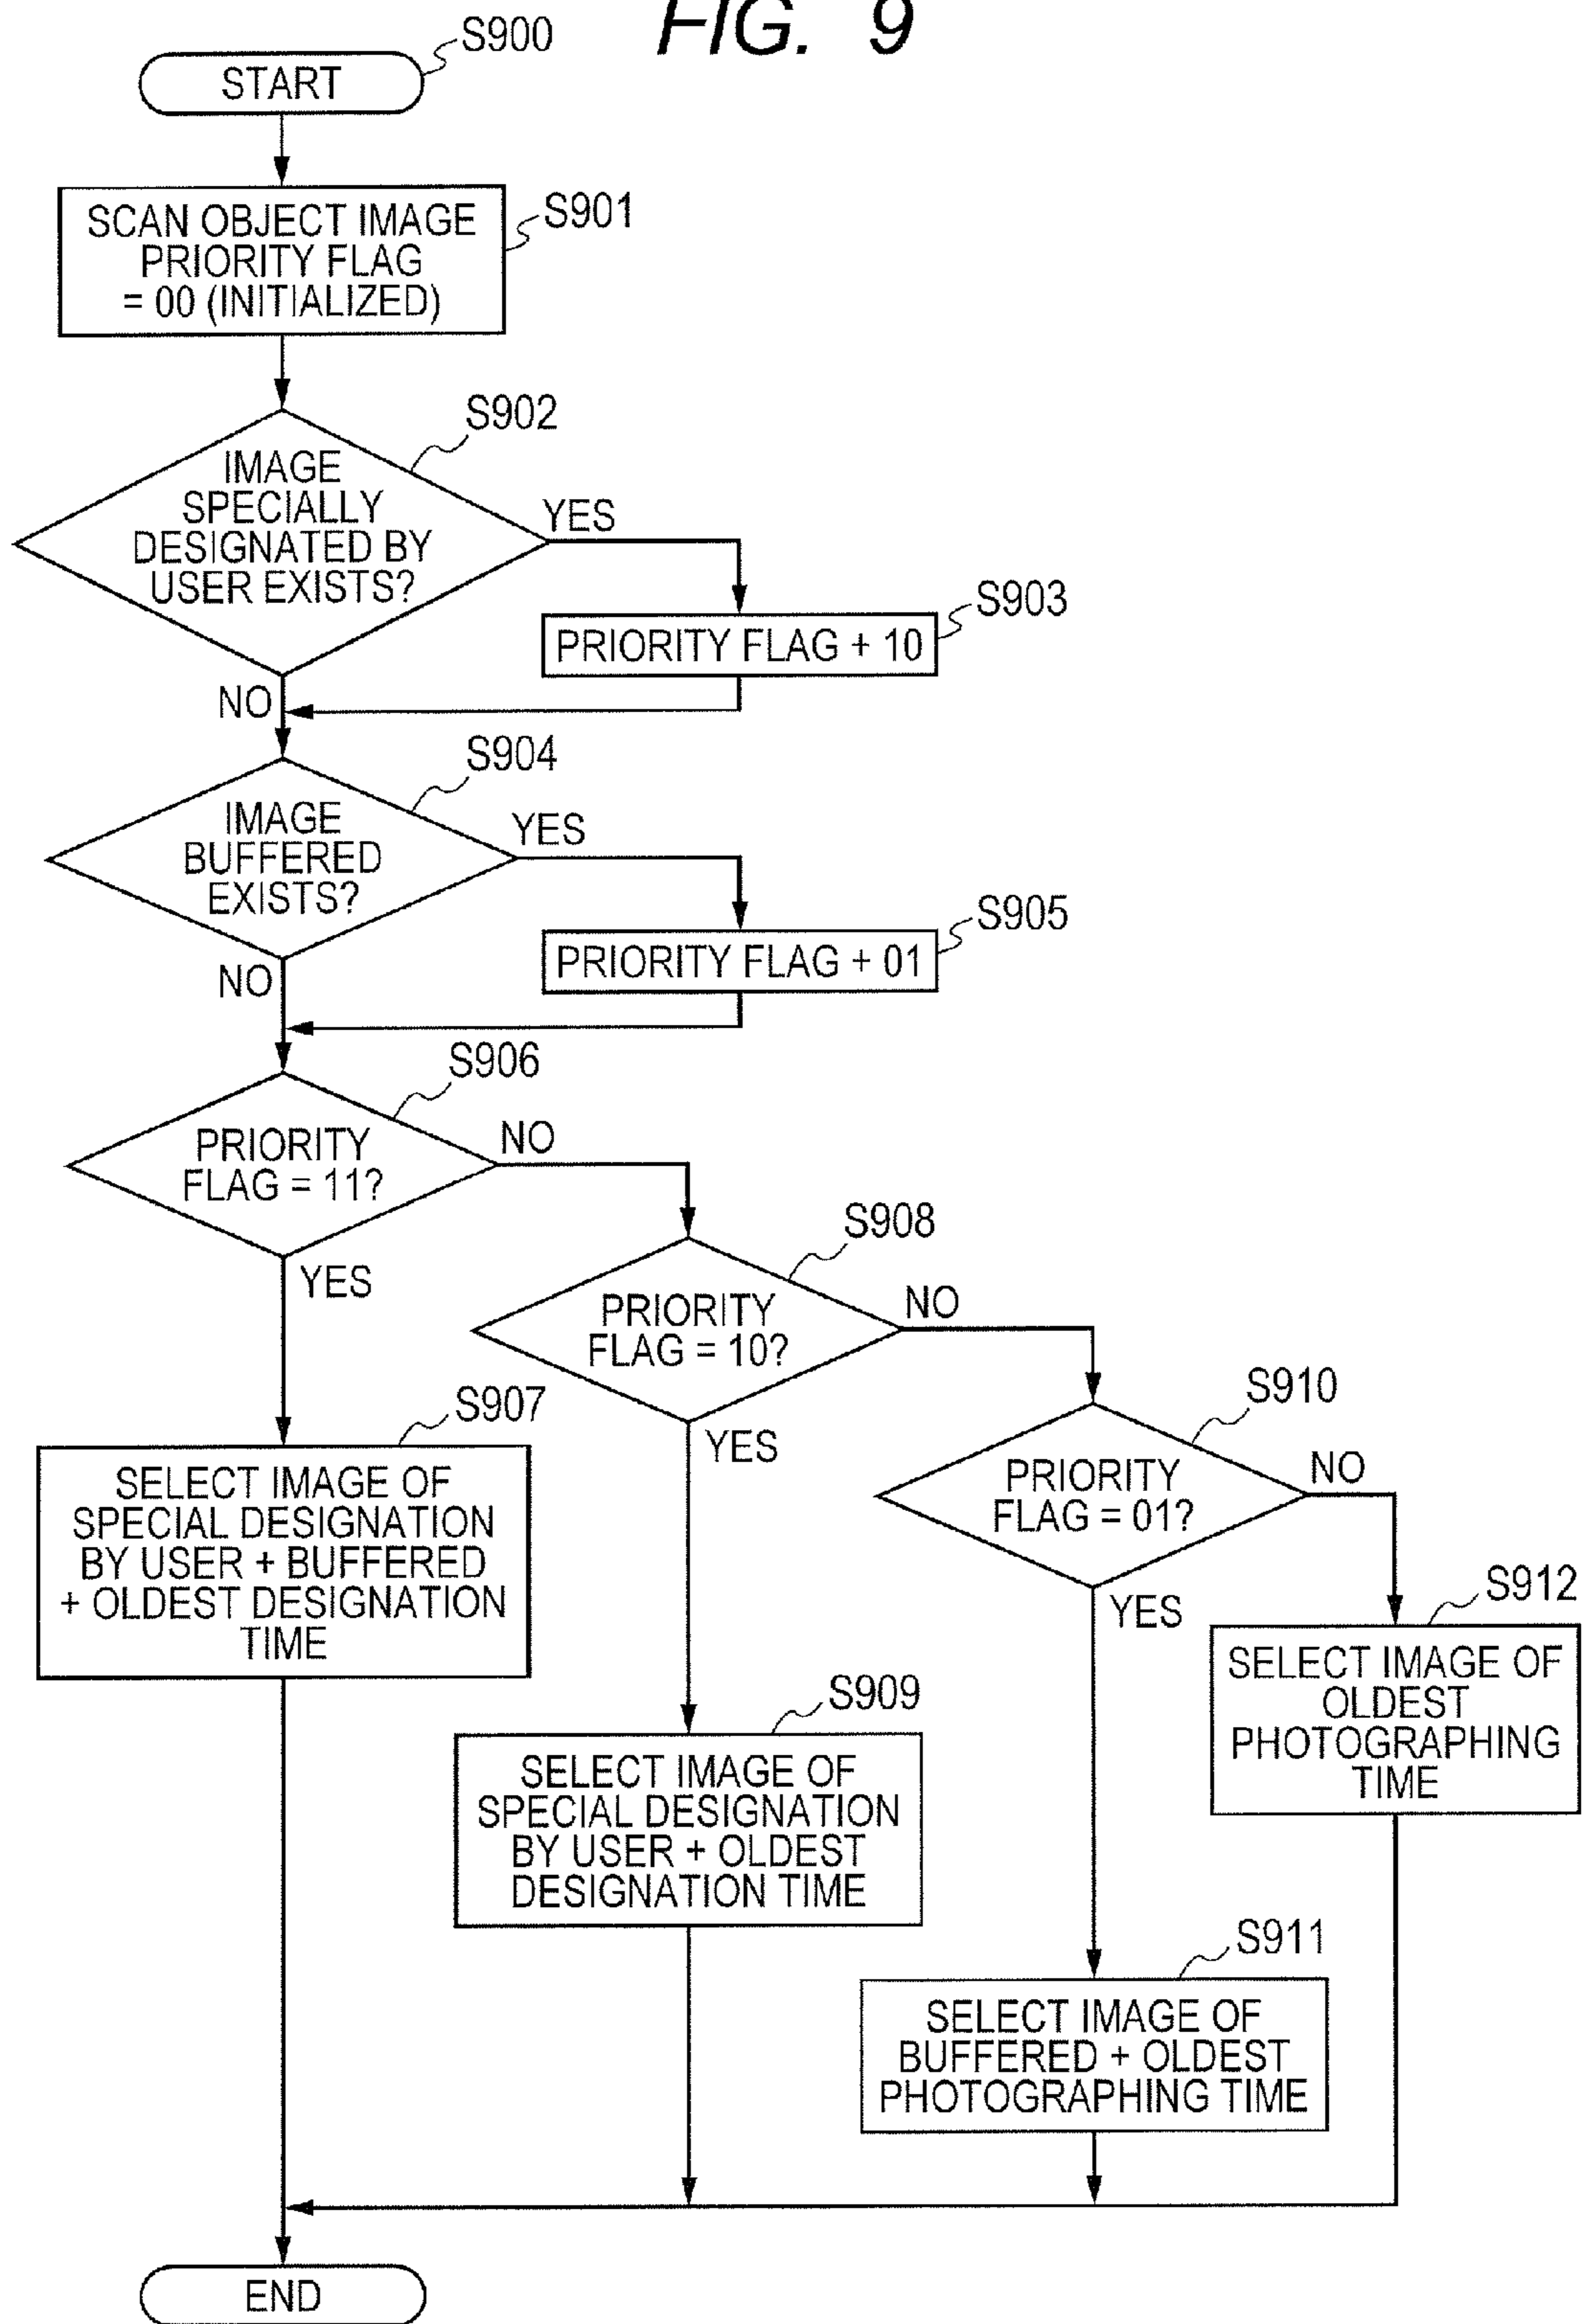 FIG. 9
S900
START
S901
SCAN OBJECT IMAGE
PRIORITY FLAG
= 00 (INITIALIZED)
S902
IMAGE
SPECIALLY
DESIGNATED BY
USER EXISTS?
YES
S903
PRIORITY FLAG + 10
NO
S904
IMAGE
BUFFERED
EXISTS?
YES
S905
PRIORITY FLAG + 01
NO
S906
PRIORITY
FLAG = 11?
NO
YES
S908
PRIORITY
FLAG = 10?
NO
YES
S910
PRIORITY
FLAG = 01?
NO
YES
S907
SELECT IMAGE OF
SPECIAL DESIGNATION
BY USER + BUFFERED
+ OLDEST DESIGNATION
TIME
S912
SELECT IMAGE OF
OLDEST
PHOTOGRAPHING
TIME
S909
SELECT IMAGE OF
SPECIAL DESIGNATION
BY USER + OLDEST
DESIGNATION TIME
S911
SELECT IMAGE OF
BUFFERED + OLDEST
PHOTOGRAPHING TIME
END